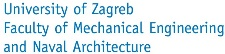 University of Zagreb
Faculty of Mechanical Engineering
and Naval Architecture